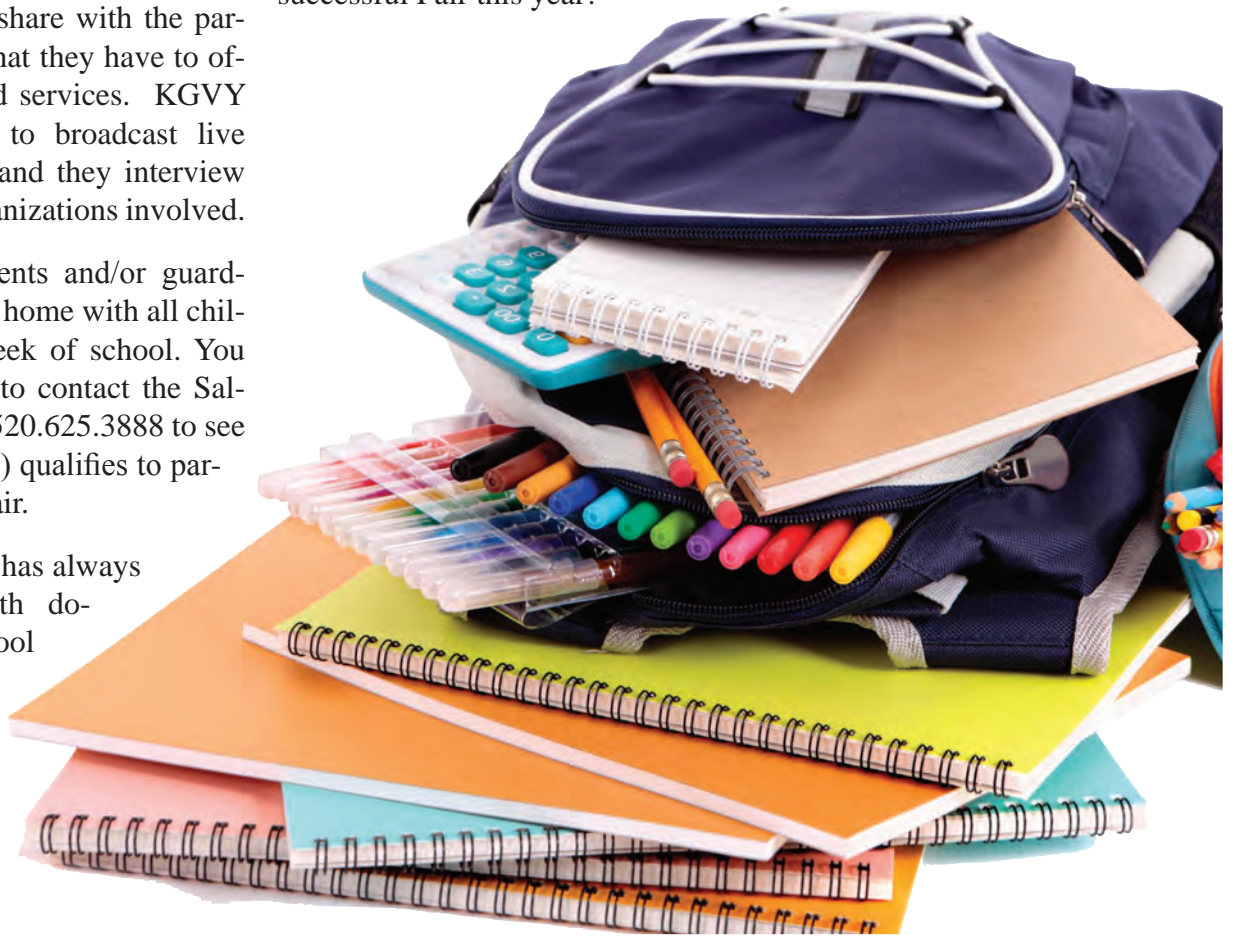 share with the par-
hat they have to of-
d services. KGVY
to broadcast live
and they interview
anizations involved.
ents and/or guard-
home with all chil-
eek of school. You
to contact the Sal-
520.625.3888 to see
) qualifies to par-
air.
has always
th do-
ool
successful Fair this year!